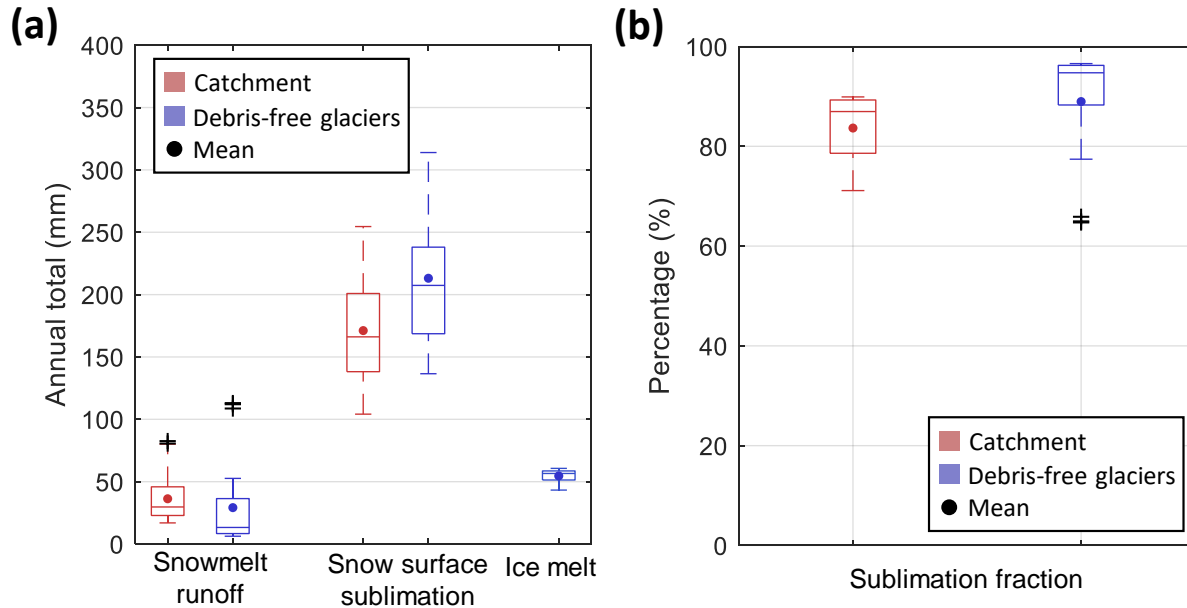 (a)
400
350
300
250
200
150
100
50
0
Annual total (mm)
Catchment
Debris-free glaciers
Mean
Snowmelt
runoff
Snow surface
sublimation
Ice melt
(b)
100
80
60
40
20
0
Percentage (%)
Catchment
Debris-free glaciers
Mean
Sublimation fraction